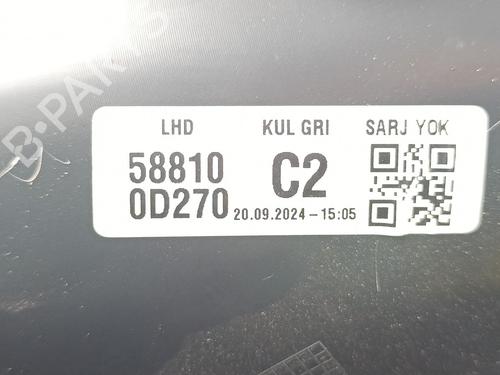 LHD KUL GRI SARJ YOK
58810 C2
0D270 20.09.2024 - 15:05
B-PARTS